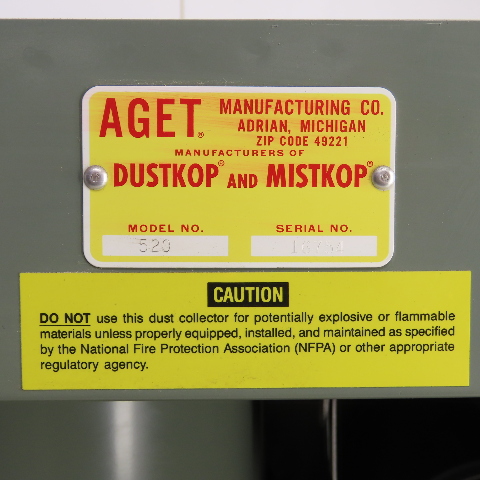 AGET® MANUFACTURING CO.
ADRIAN, MICHIGAN
ZIP CODE 49221
MANUFACTURERS OF
DUSTKOP® AND MISTKOP®
MODEL NO. SERIAL NO.
520
CAUTION
DO NOT use this dust collector for potentially explosive or flammable
materials unless properly equipped, installed, and maintained as specified
by the National Fire Protection Association (NFPA) or other appropriate
regulatory agency.